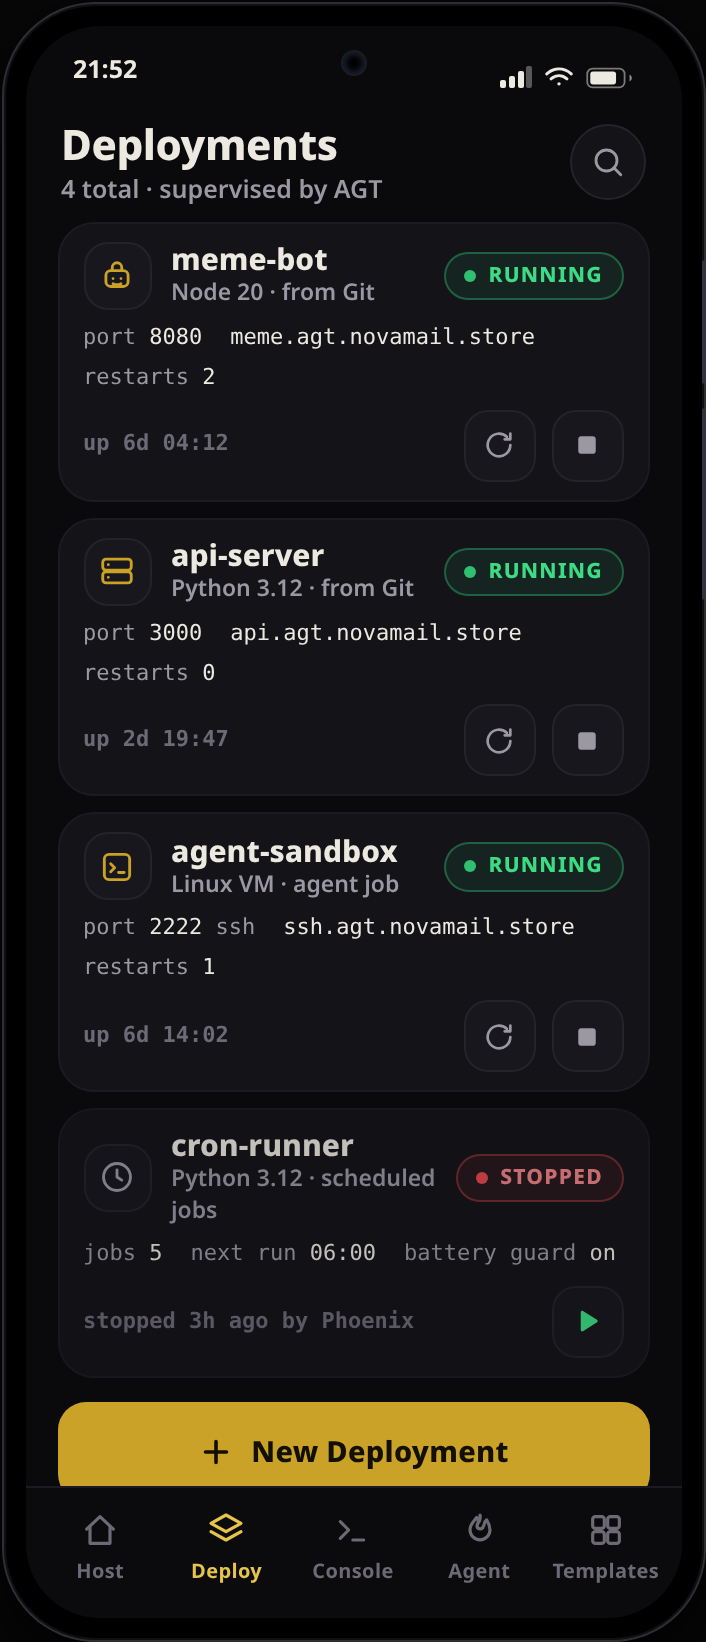 21:52
Deployments
4 total · supervised by AGT
meme-bot
Node 20 · from Git
RUNNING
port 8080 meme.agt.novamail.store
restarts 2
up 6d 04:12
api-server
Python 3.12 · from Git
RUNNING
port 3000 api.agt.novamail.store
restarts 0
up 2d 19:47
agent-sandbox
Linux VM · agent job
RUNNING
port 2222 ssh ssh.agt.novamail.store
restarts 1
up 6d 14:02
cron-runner
Python 3.12 · scheduled
jobs
STOPPED
jobs 5 next run 06:00 battery guard on
stopped 3h ago by Phoenix
+ New Deployment
Host
Deploy
Console
Agent
Templates